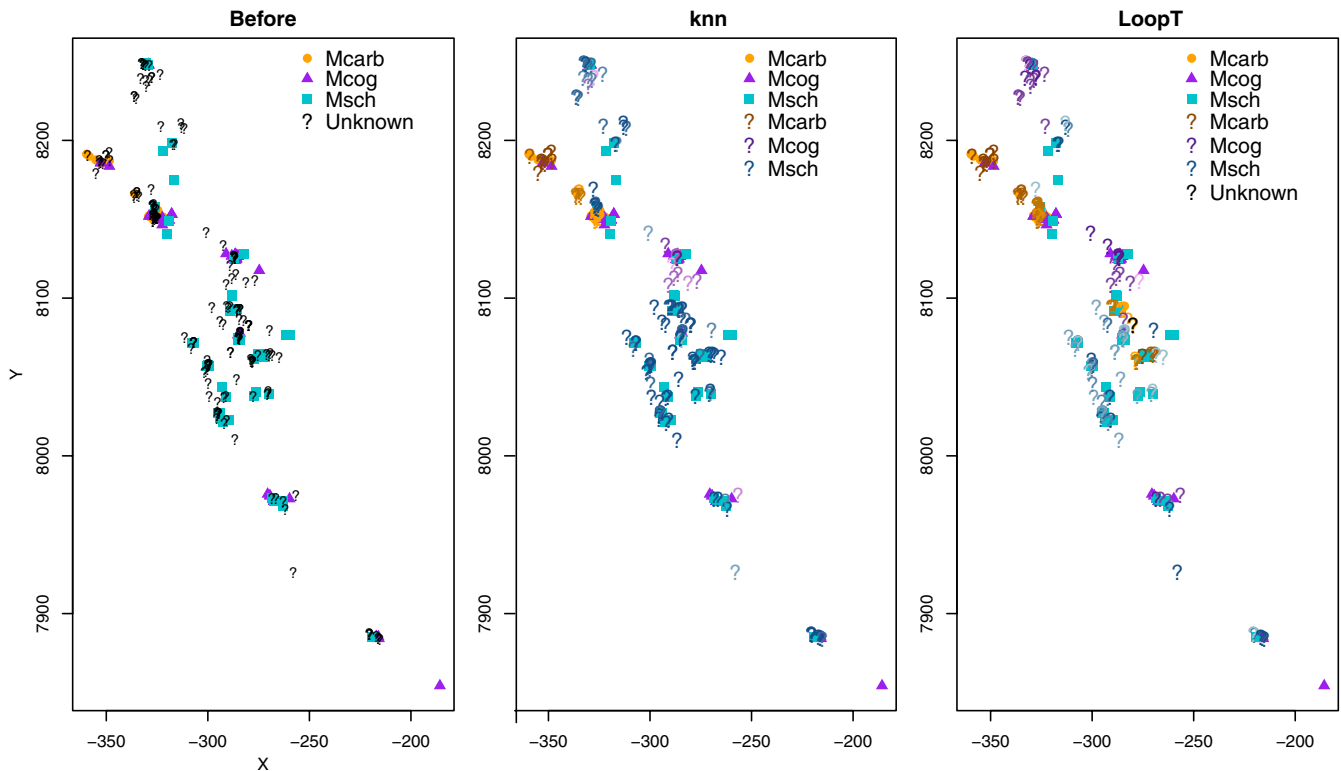 Before
Mcarb
Mcog
Msch
? Unknown
8200
8100
8000
7900
Y
−350
−300
−250
−200
X
knn
Mcarb
Mcog
Msch
? Mcarb
? Mcog
? Msch
−350
−300
−250
−200
LoopT
Mcarb
Mcog
Msch
? Mcarb
? Mcog
? Msch
? Unknown
−350
−300
−250
−200